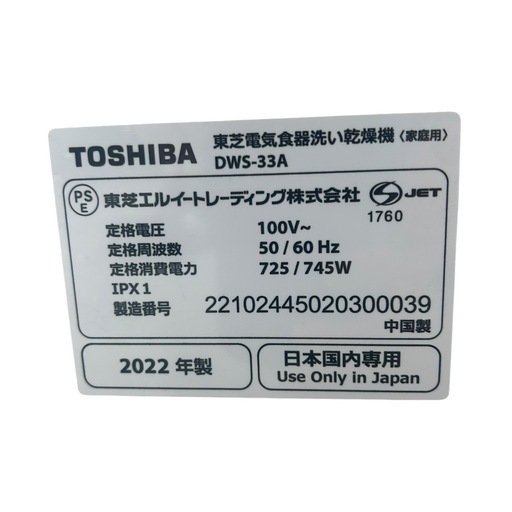 TOSHIBA
東芝電気食器洗い乾燥機〈家庭用〉
DWS-33A
PS
E
東芝エルイートレーディング株式会社
S JET
1760
定格電圧 100V~
定格周波数 50 / 60 Hz
定格消費電力 725 / 745W
IPX 1
製造番号 22102445020300039
中国製
2022 年製
日本国内専用
Use Only in Japan